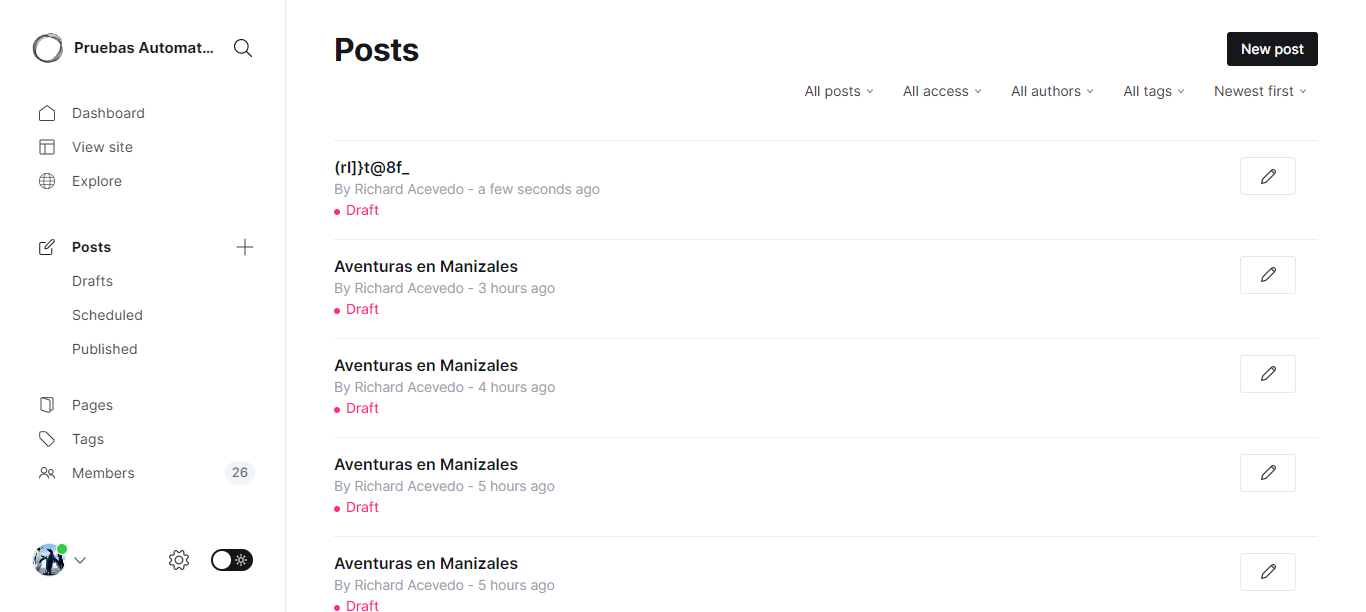 Pruebas Automat...
Dashboard
View site
Explore
Posts
Drafts
Scheduled
Published
Pages
Tags
Members 26
Posts
New post
All posts All access All authors All tags Newest first
(rI]}t@8f_
By Richard Acevedo - a few seconds ago
Draft
Aventuras en Manizales
By Richard Acevedo - 3 hours ago
Draft
Aventuras en Manizales
By Richard Acevedo - 4 hours ago
Draft
Aventuras en Manizales
By Richard Acevedo - 5 hours ago
Draft
Aventuras en Manizales
By Richard Acevedo - 5 hours ago
Draft